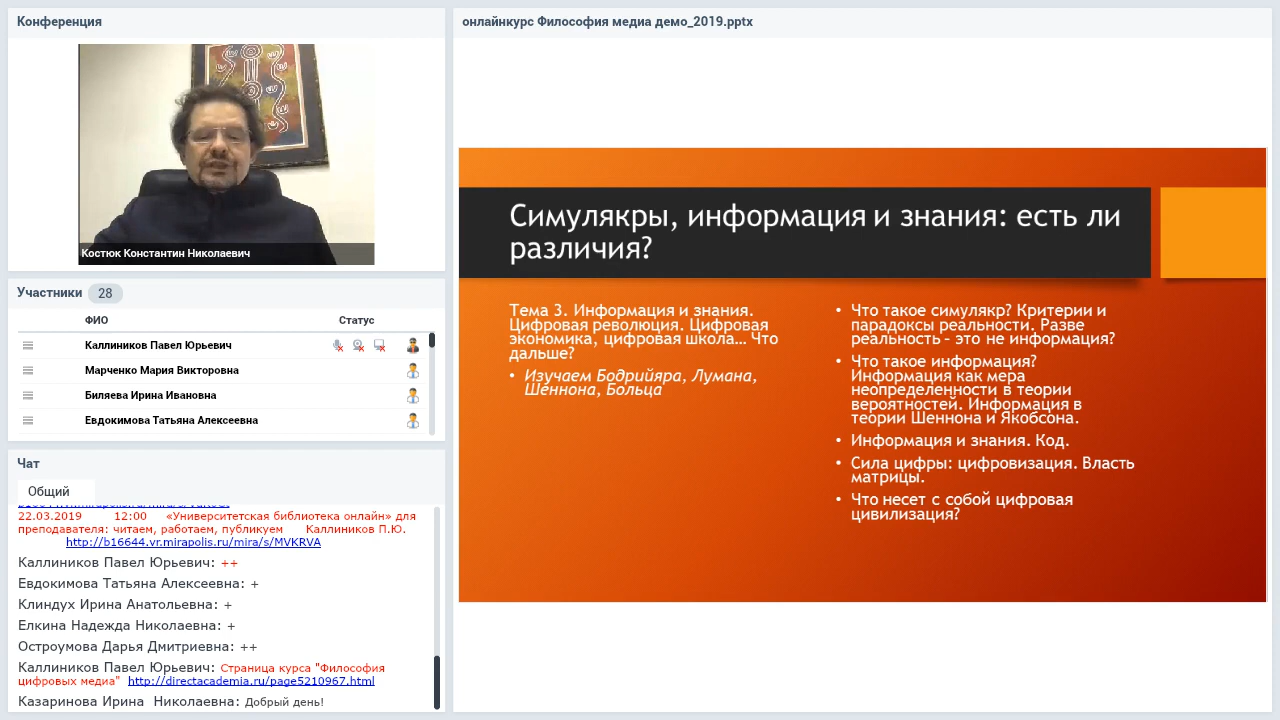 Конференция
Костюк Константин Николаевич
Участники 28
ФИО Статус
Каллиников Павел Юрьевич
Марченко Мария Викторовна
Биляева Ирина Ивановна
Евдокимова Татьяна Алексеевна
Чат
Общий
22.03.2019 12:00 «Университетская библиотека онлайн» для
преподавателя: читаем, работаем, публикуем Каллиников П.Ю.
http://b16644.vr.mirapolis.ru/mira/s/MVKRVA
Каллиников Павел Юрьевич: ++
Евдокимова Татьяна Алексеевна: +
Клиндух Ирина Анатольевна: +
Елкина Надежда Николаевна: +
Остроумова Дарья Дмитриевна: ++
Каллиников Павел Юрьевич: Страница курса "Философия
цифровых медиа" http://directacademia.ru/page5210967.html
Казаринова Ирина Николаевна: Добрый день!
онлайнкурс Философия медиа демо_2019.pptx
Симулякры, информация и знания: есть ли
различия?
Тема 3. Информация и знания.
Цифровая революция. Цифровая
экономика, цифровая школа… Что
дальше?
• Изучаем Бодрийяра, Лумана,
Шеннона, Больца
• Что такое симулякр? Критерии и
парадоксы реальности. Разве
реальность – это не информация?
• Что такое информация?
Информация как мера
неопределенности в теории
вероятностей. Информация в
теории Шеннона и Якобсона.
• Информация и знания. Код.
• Сила цифры: цифровизация. Власть
матрицы.
• Что несет с собой цифровая
цивилизация?